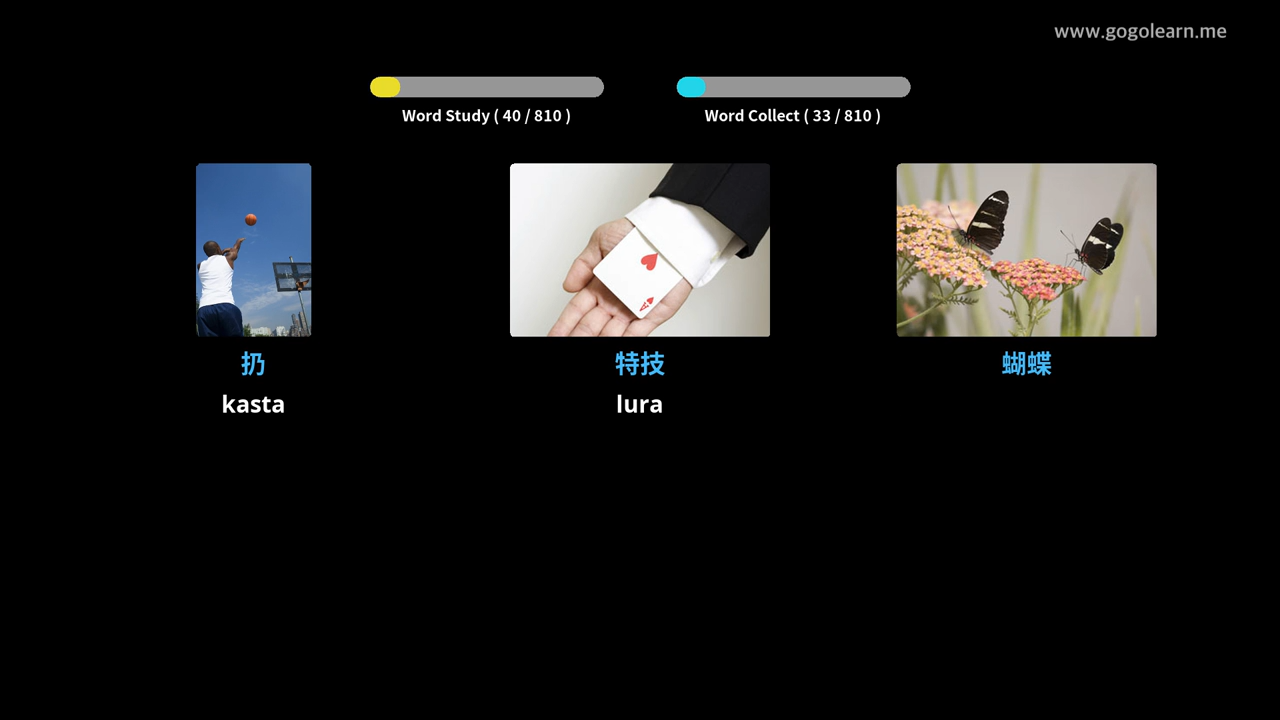 www.gogolearn.me
Word Study ( 40 / 810 )
Word Collect ( 33 / 810 )
扔
特技
蝴蝶
kasta
lura